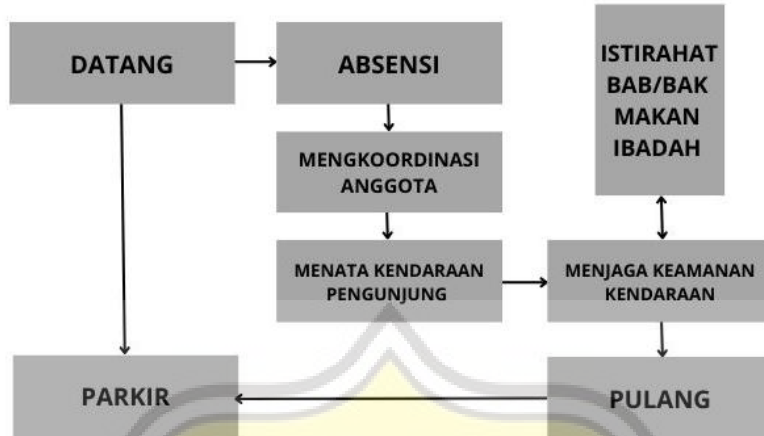 DATANG
ABSENSI
ISTIRAHAT
BAB/BAK
MAKAN
IBADAH
MENGKOORDINASI
ANGGOTA
MENATA KENDARAAN
PENGUNJUNG
MENJAGA KEAMANAN
KENDARAAN
PARKIR
PULANG